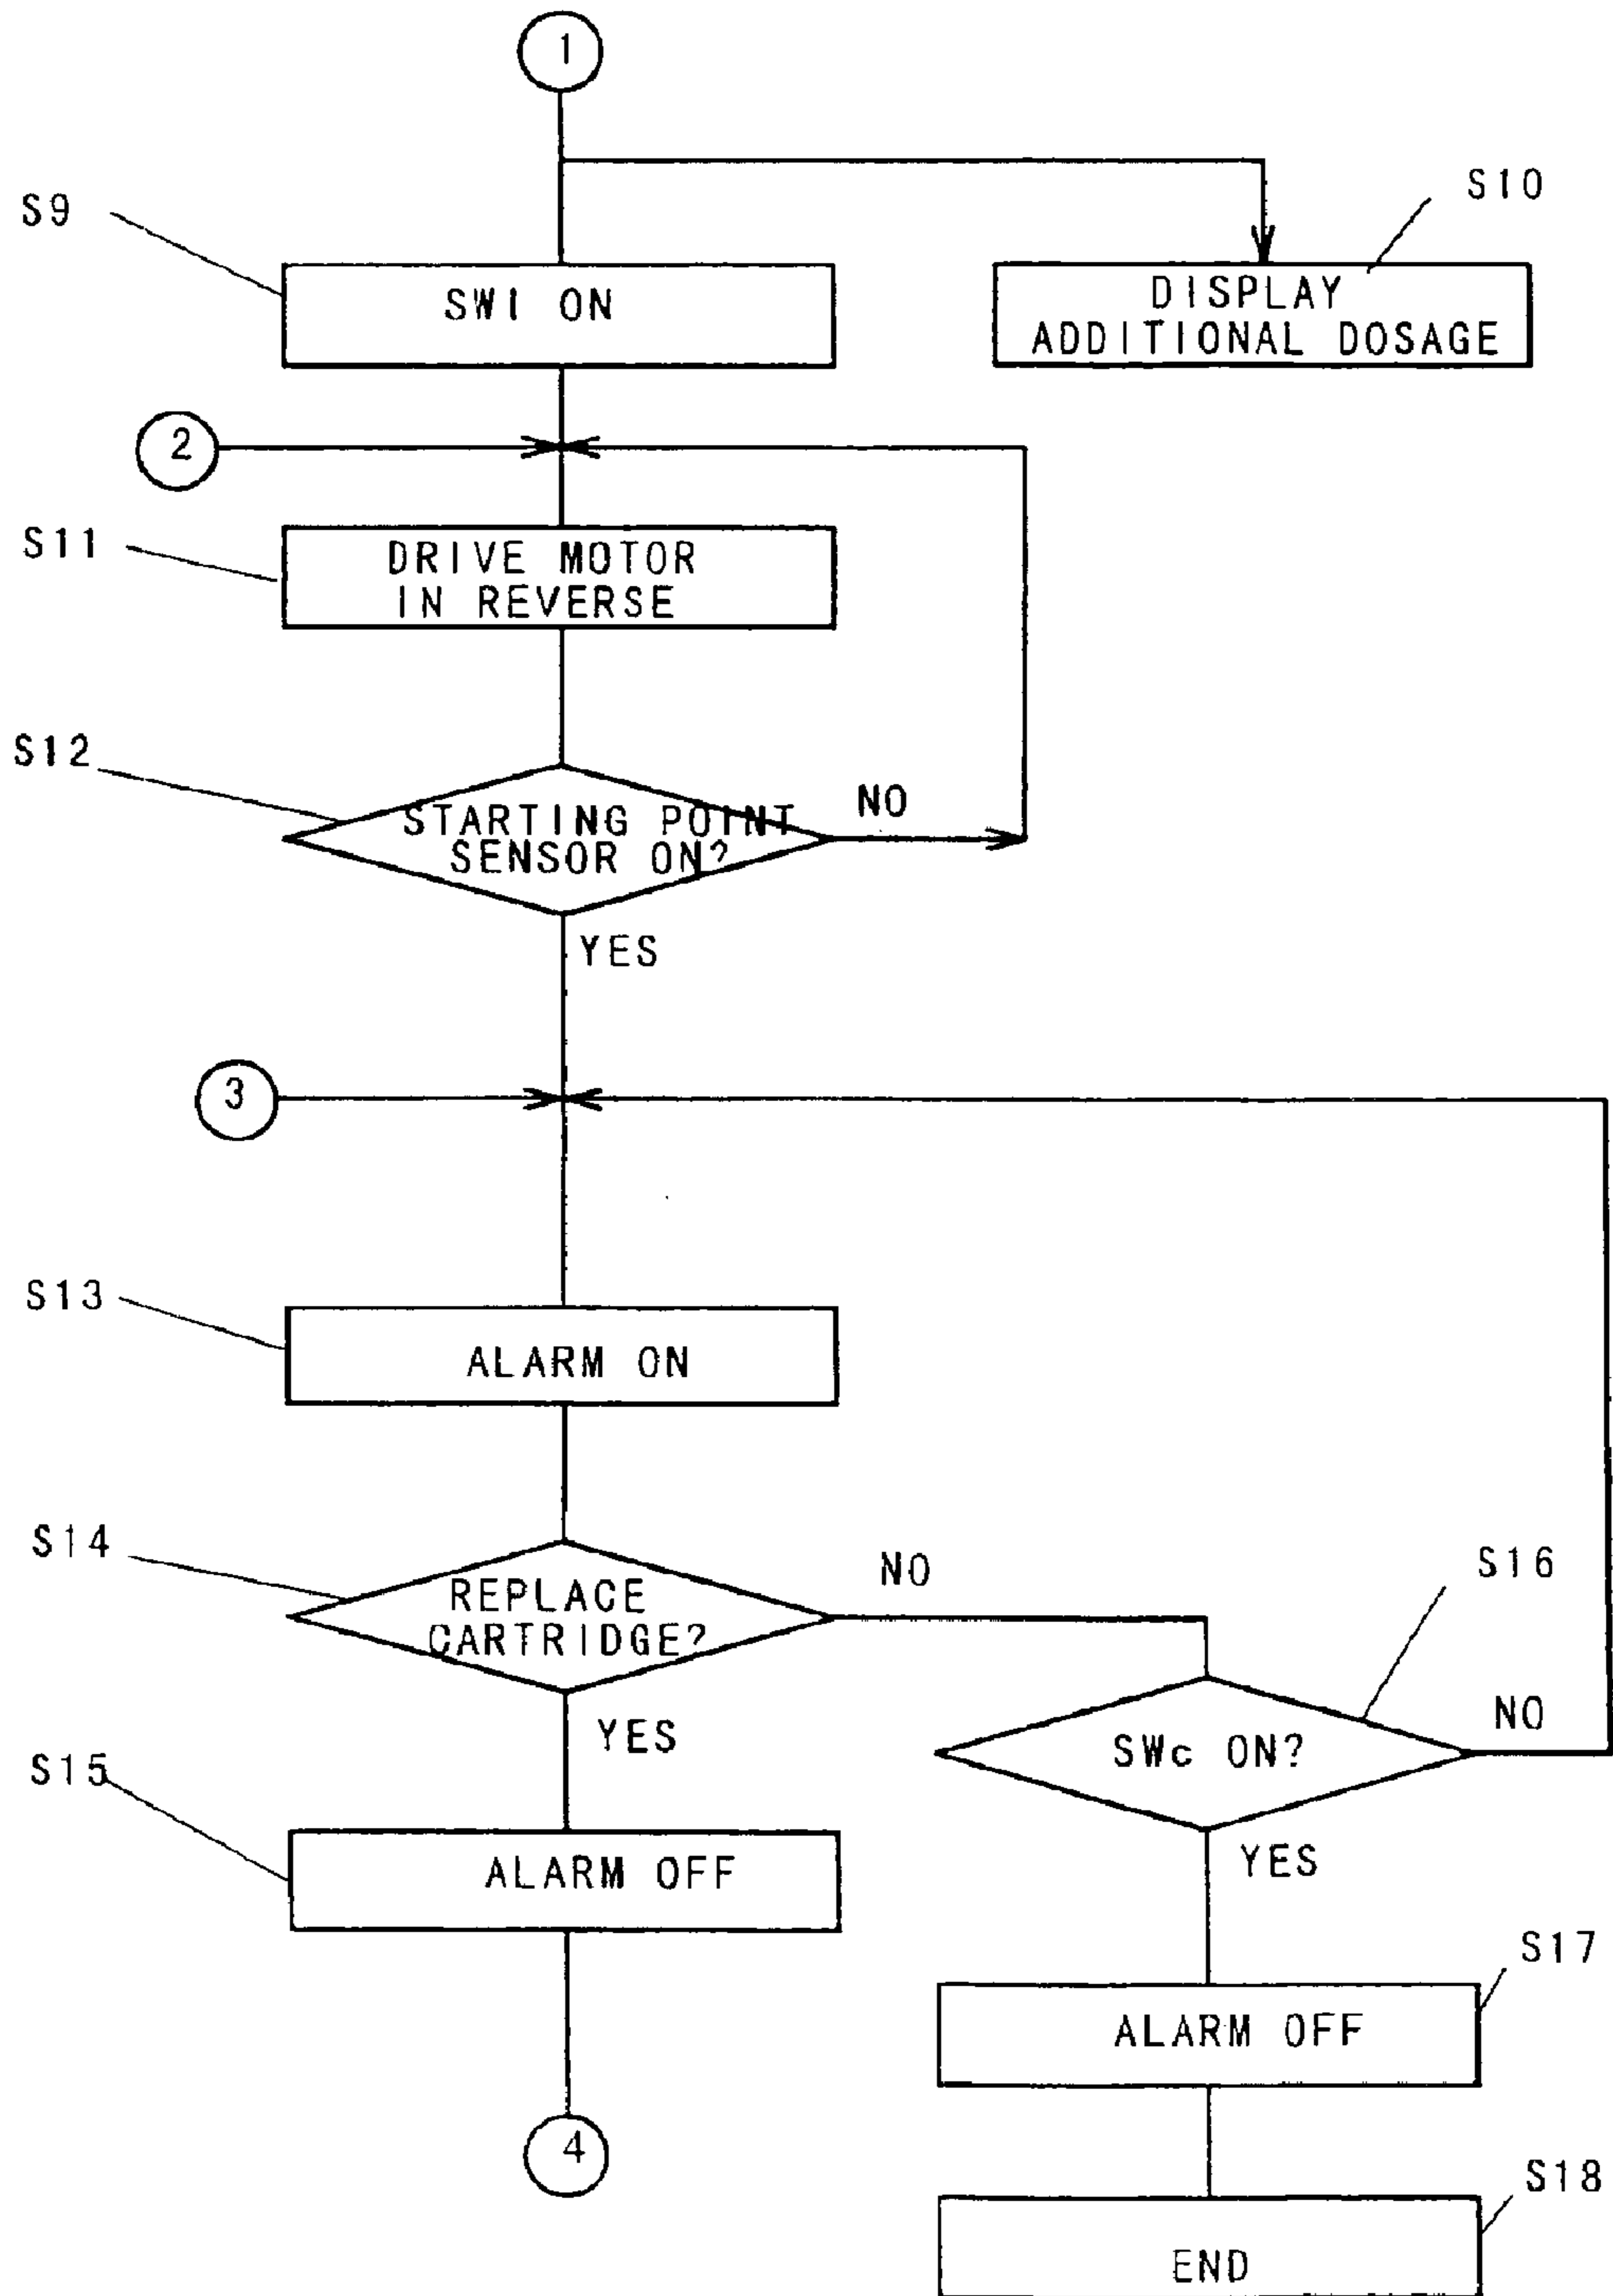 1
S10
S9
SW1 ON
DISPLAY
ADDITIONAL DOSAGE
2
S11
DRIVE MOTOR
IN REVERSE
S12
NO
STARTING POINT
SENSOR ON?
YES
3
S13
ALARM ON
S14
NO
S16
REPLACE
CARTRIDGE?
YES
NO
SWc ON?
S15
ALARM OFF
YES
S17
ALARM OFF
4
S18
END